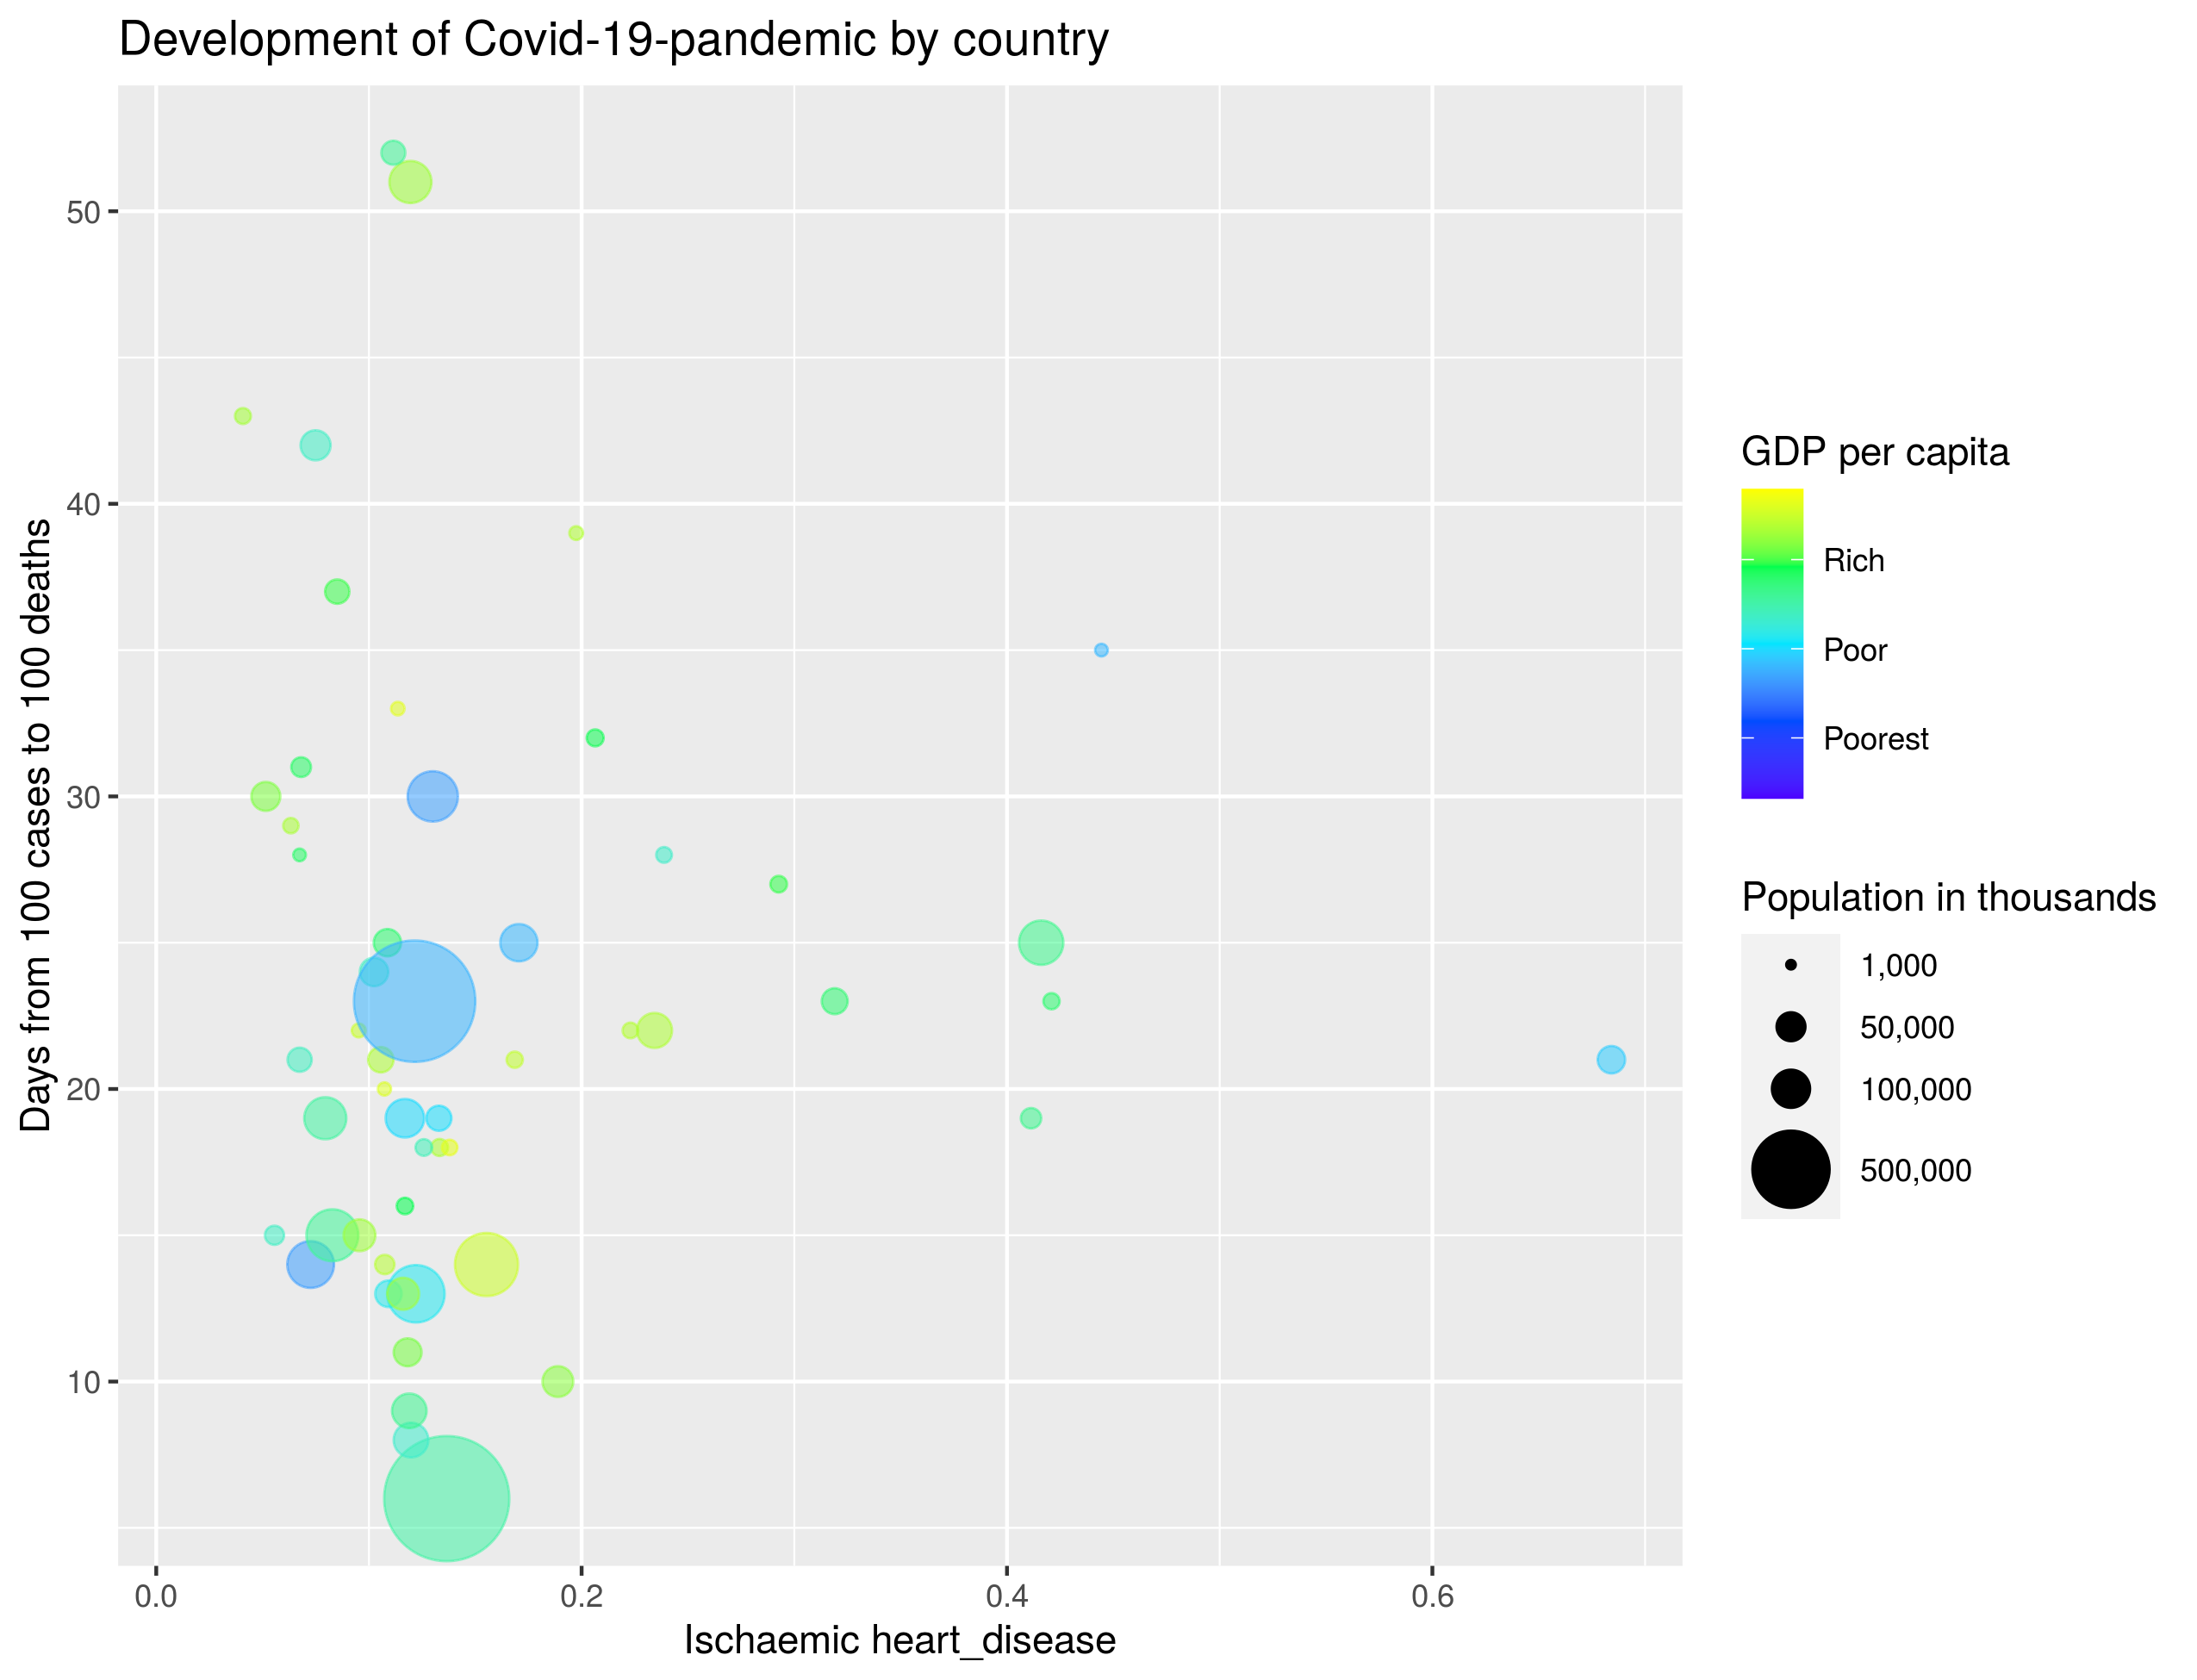 Development of Covid-19-pandemic by country
Days from 100 cases to 100 deaths
50
40
30
20
10
0.0
0.2
0.4
0.6
Ischaemic heart_disease
GDP per capita
Rich
Poor
Poorest
Population in thousands
1,000
50,000
100,000
500,000